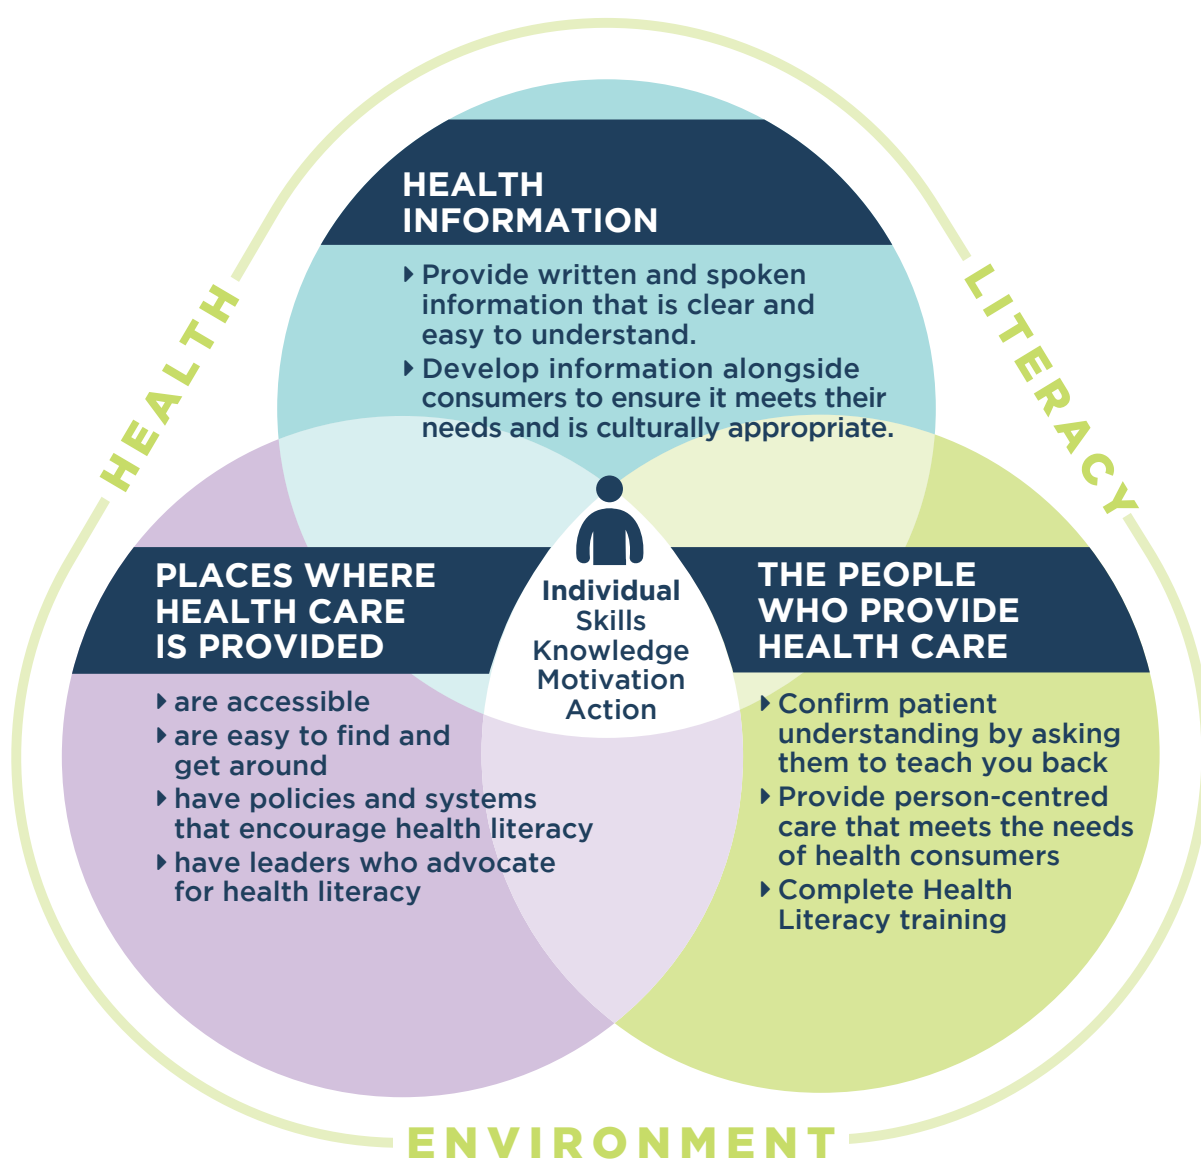 HEALTH
LITERACY
HEALTH
INFORMATION
Provide written and spoken
information that is clear and
easy to understand.
Develop information alongside
consumers to ensure it meets their
needs and is culturally appropriate.
PLACES WHERE
HEALTH CARE
IS PROVIDED
are accessible
are easy to find and
get around
have policies and systems
that encourage health literacy
have leaders who advocate
for health literacy
Individual
Skills
Knowledge
Motivation
Action
THE PEOPLE
WHO PROVIDE
HEALTH CARE
Confirm patient
understanding by asking
them to teach you back
Provide person-centred
care that meets the needs
of health consumers
Complete Health
Literacy training
ENVIRONMENT